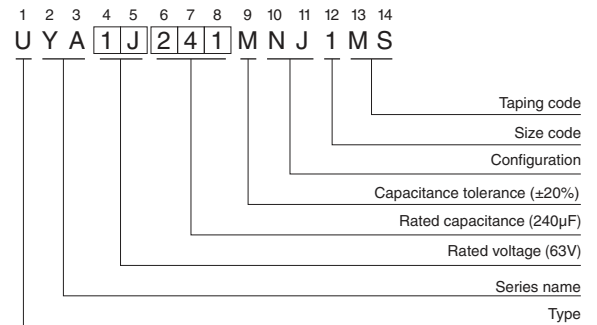 1 2 3 4 5 6 7 8 9 10 11 12 13 14
U Y A 1 J 2 4 1 M N J 1 M S
Taping code
Size code
Configuration
Capacitance tolerance (±20%)
Rated capacitance (240µF)
Rated voltage (63V)
Series name
Type